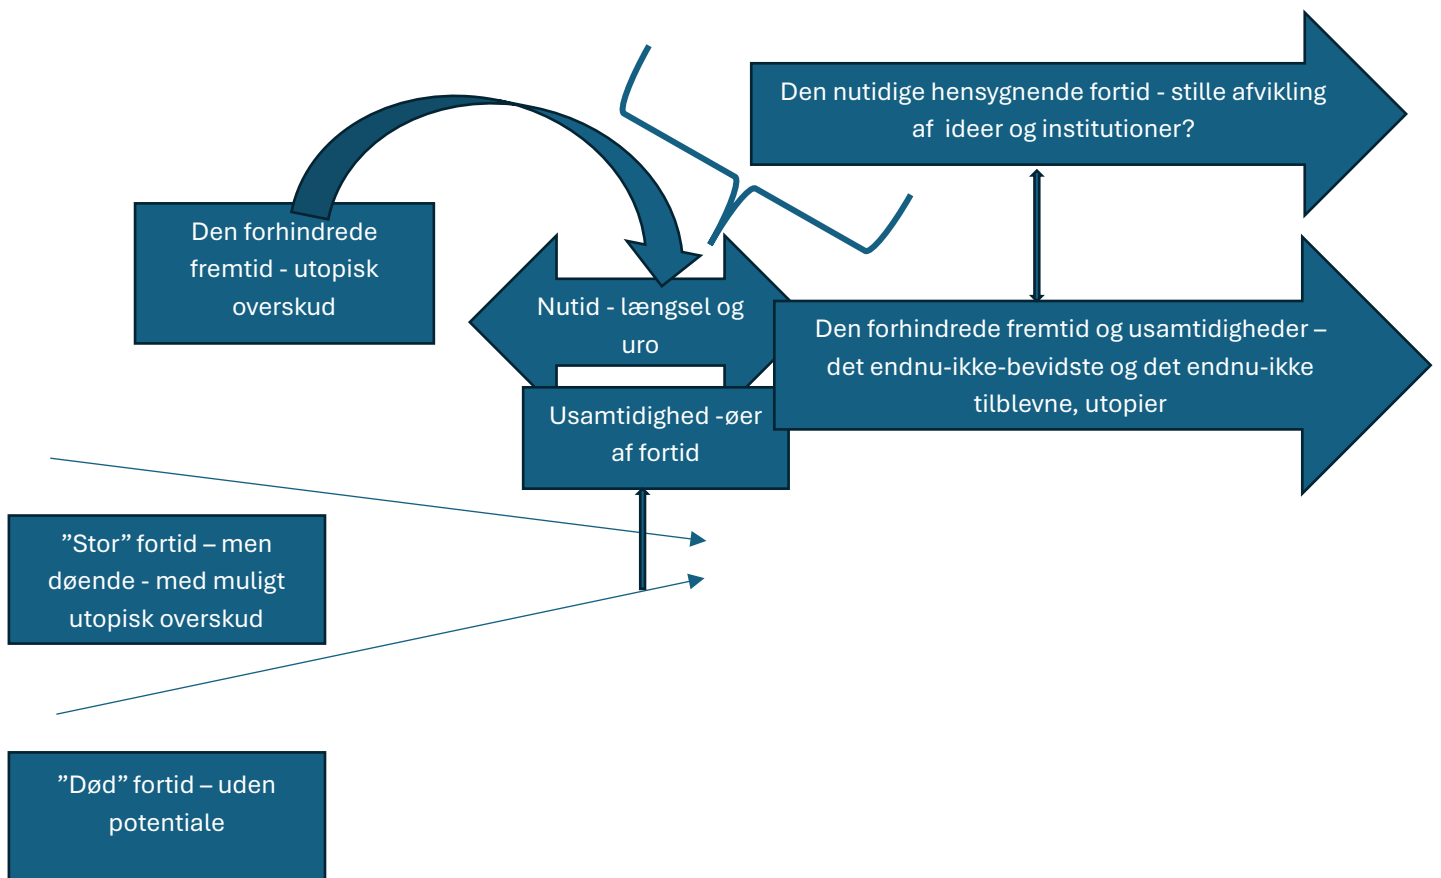 Den nutidige hensygnende fortid - stille afvikling
af  ideer og institutioner?
Den forhindrede
fremtid - utopisk
overskud
Nutid - længsel og
uro
Den forhindrede fremtid og usamtidigheder –
det endnu-ikke-bevidste og det endnu-ikke
tilblevne, utopier
Usamtidighed -øer
af fortid
”Stor” fortid – men
døende - med muligt
utopisk overskud
”Død” fortid – uden
potentiale